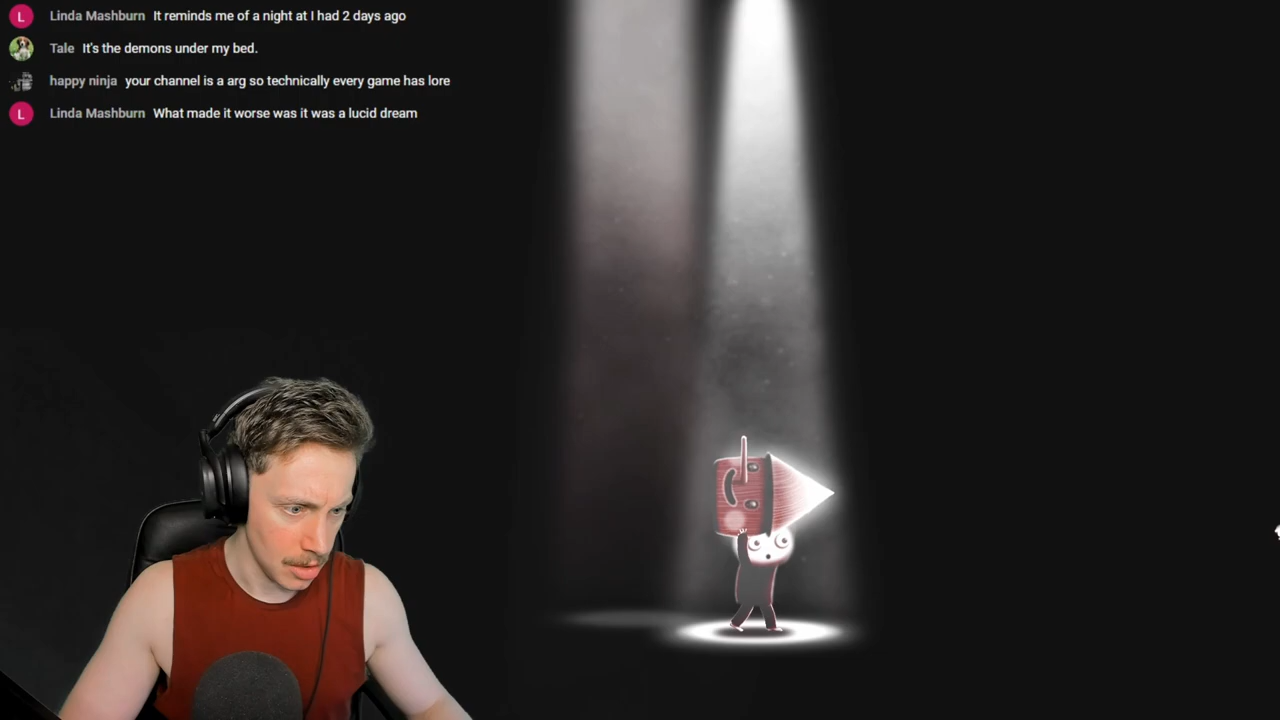 L Linda Mashburn It reminds me of a night at I had 2 days ago
Tale It's the demons under my bed.
happy ninja your channel is a arg so technically every game has lore
L Linda Mashburn What made it worse was it was a lucid dream